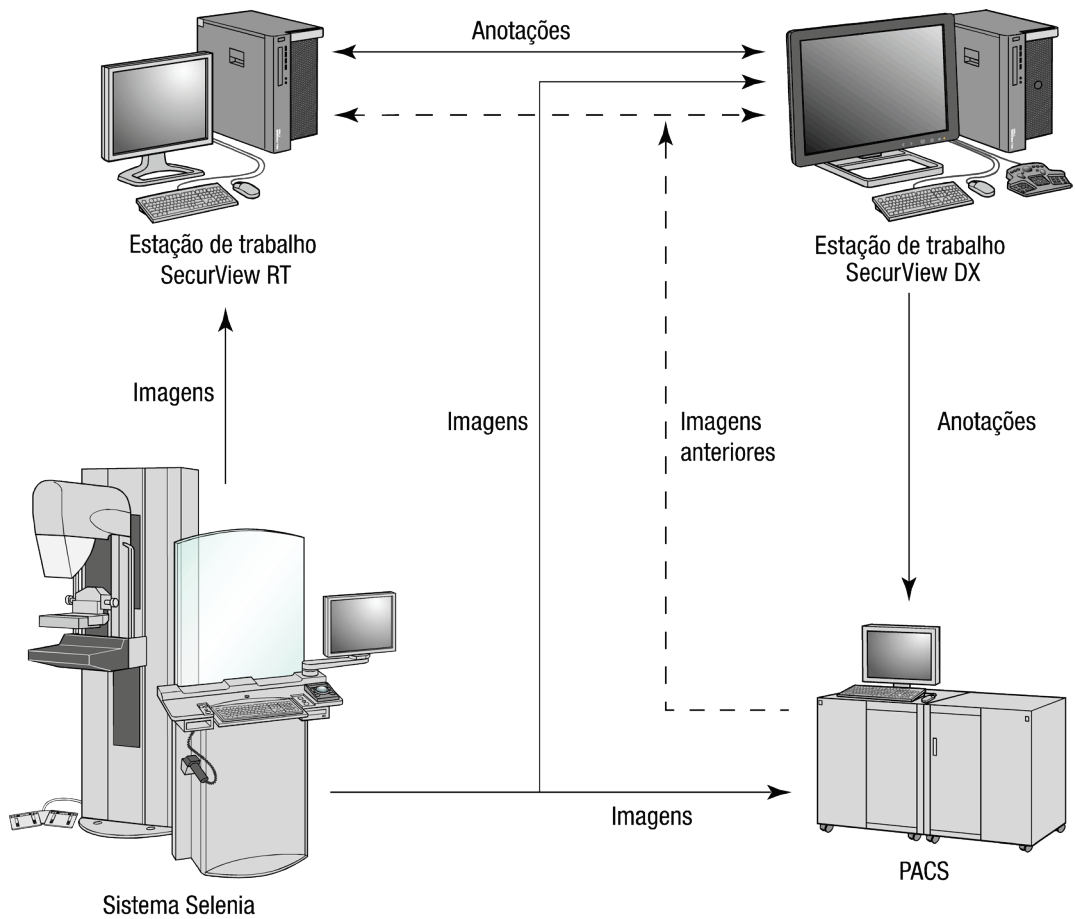 Anotações
Estação de trabalho
SecurView RT
Estação de trabalho
SecurView DX
Imagens
Imagens
Imagens
anteriores
Anotações
Imagens
PACS
Sistema Selenia